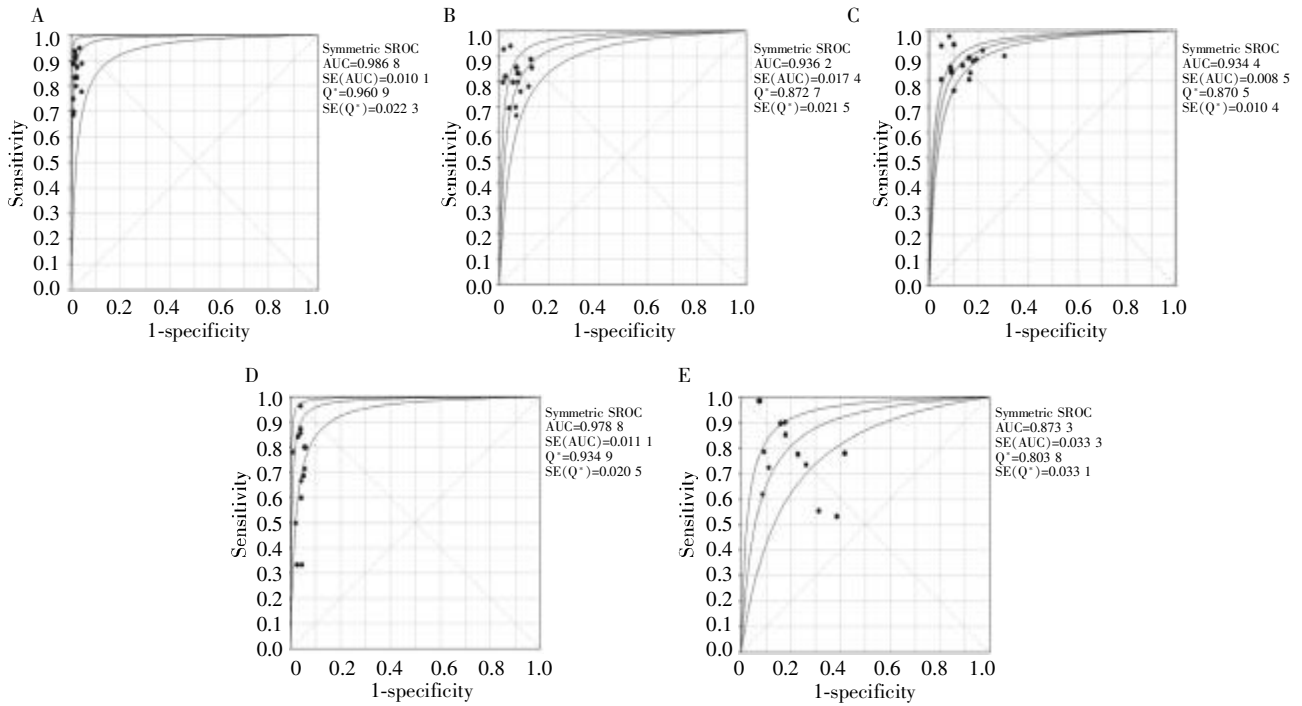 A
1.0
0.9
0.8
0.7
0.6
0.5
0.4
0.3
0.2
0.1
0.0
Sensitivity
0 0.2 0.4 0.6 0.8 1.0
1-specificity
Symmetric SROC
AUC=0.986 8
SE(AUC)=0.010 1
Q*=0.960 9
SE(Q*)=0.022 3
B
1.0
0.9
0.8
0.7
0.6
0.5
0.4
0.3
0.2
0.1
0.0
Sensitivity
0 0.2 0.4 0.6 0.8 1.0
1-specificity
Symmetric SROC
AUC=0.936 2
SE(AUC)=0.017 4
Q*=0.872 7
SE(Q*)=0.021 5
C
1.0
0.9
0.8
0.7
0.6
0.5
0.4
0.3
0.2
0.1
0.0
Sensitivity
0 0.2 0.4 0.6 0.8 1.0
1-specificity
Symmetric SROC
AUC=0.934 4
SE(AUC)=0.008 5
Q*=0.870 5
SE(Q*)=0.010 4
D
1.0
0.9
0.8
0.7
0.6
0.5
0.4
0.3
0.2
0.1
0.0
Sensitivity
0 0.2 0.4 0.6 0.8 1.0
1-specificity
Symmetric SROC
AUC=0.978 8
SE(AUC)=0.011 1
Q*=0.934 9
SE(Q*)=0.020 5
E
1.0
0.9
0.8
0.7
0.6
0.5
0.4
0.3
0.2
0.1
0.0
Sensitivity
0 0.2 0.4 0.6 0.8 1.0
1-specificity
Symmetric SROC
AUC=0.873 3
SE(AUC)=0.033 3
Q*=0.803 8
SE(Q*)=0.033 1